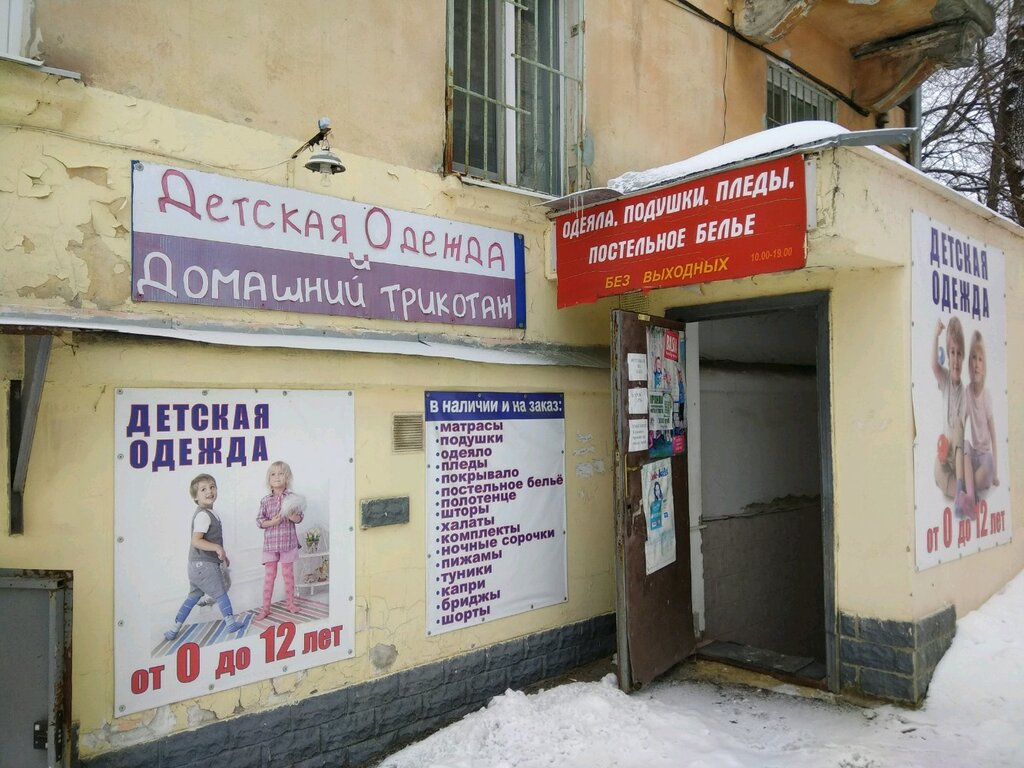 Детская Одежда
и
Домашний трикотаж
ОДЕЯЛА, ПОДУШКИ, ПЛЕДЫ,
ПОСТЕЛЬНОЕ БЕЛЬЕ
БЕЗ ВЫХОДНЫХ 10.00-19.00
ДЕТСКАЯ
ОДЕЖДА
от 0 до 12 лет
В НАЛИЧИИ И НА ЗАКАЗ:
• матрасы
• подушки
• одеяло
• пледы
• покрывало
• постельное бельё
• полотенце
• шторы
• халаты
• комплекты
• ночные сорочки
• пижамы
• туники
• капри
• бриджы
• шорты
ДЕТСКАЯ
ОДЕЖДА
от 0 до 12 лет